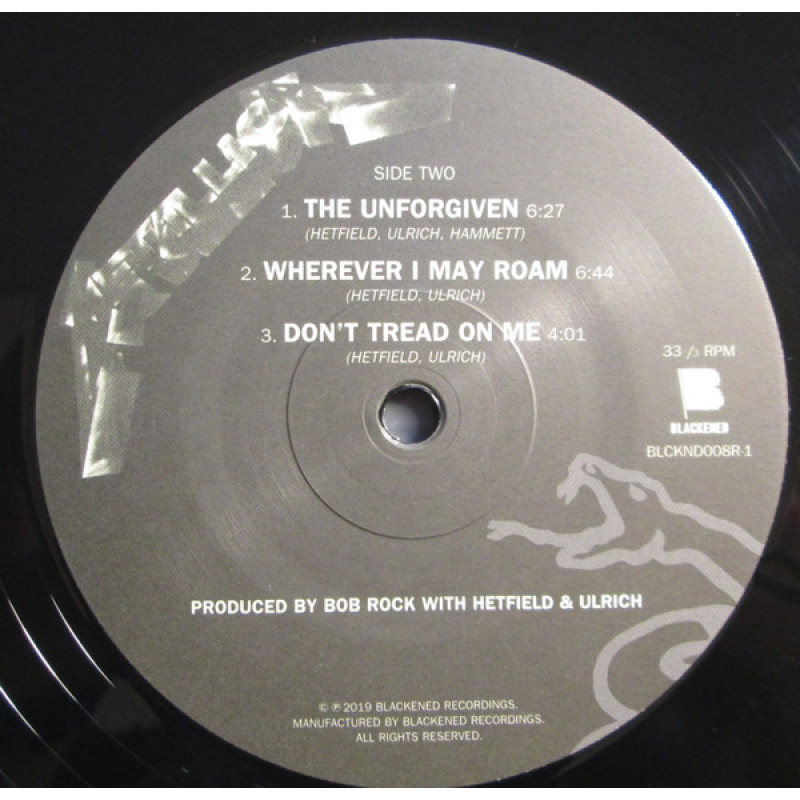 METALLICA
SIDE TWO
1. THE UNFORGIVEN 6:27
(HETFIELD, ULRICH, HAMMETT)
2. WHEREVER I MAY ROAM 6:44
(HETFIELD, ULRICH)
3. DON'T TREAD ON ME 4:01
(HETFIELD, ULRICH)
33 /3 RPM
B
BLACKENED
BLCKND008R-1
PRODUCED BY BOB ROCK WITH HETFIELD & ULRICH
© ℗ 2019 BLACKENED RECORDINGS.
MANUFACTURED BY BLACKENED RECORDINGS.
ALL RIGHTS RESERVED.